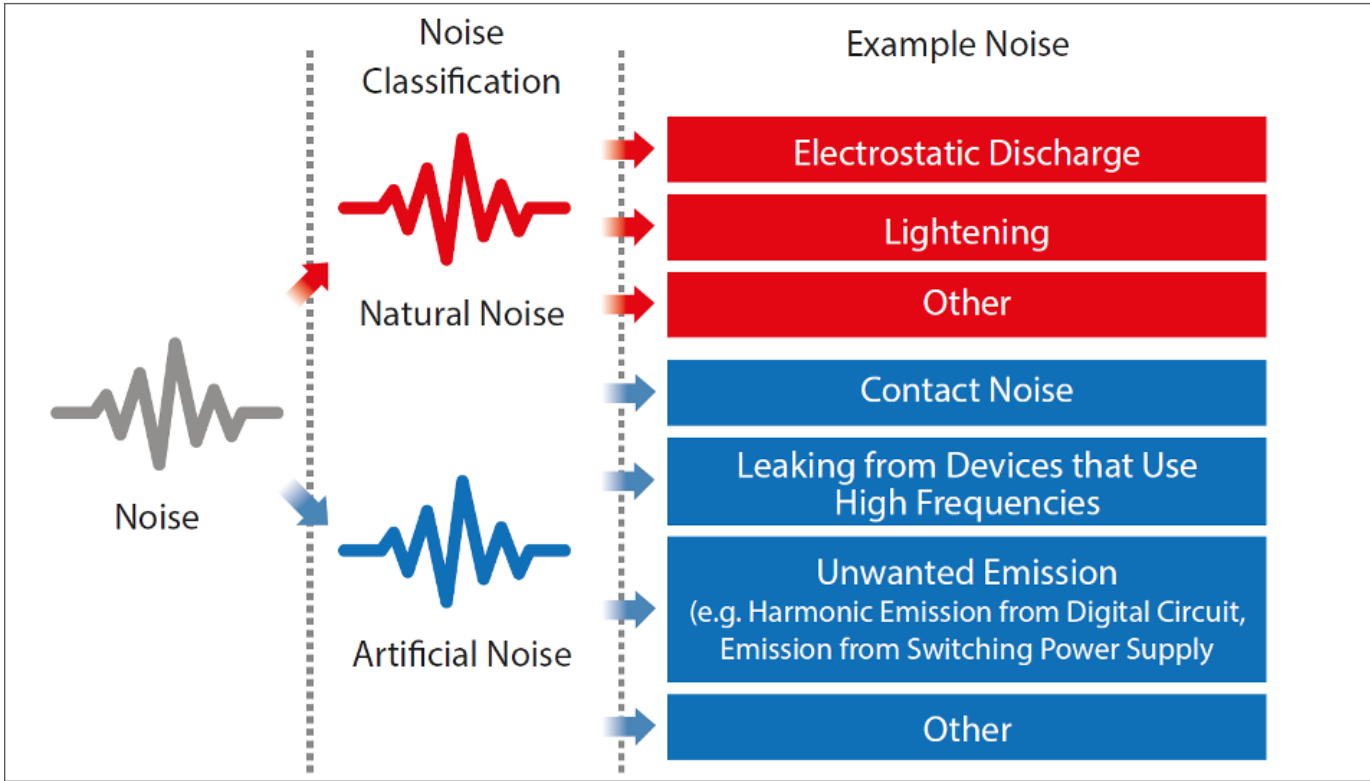 Noise
Classification
Example Noise
Electrostatic Discharge
Lightening
Other
Natural Noise
Contact Noise
Leaking from Devices that Use
High Frequencies
Noise
Unwanted Emission
(e.g. Harmonic Emission from Digital Circuit,
Emission from Switching Power Supply
Artificial Noise
Other